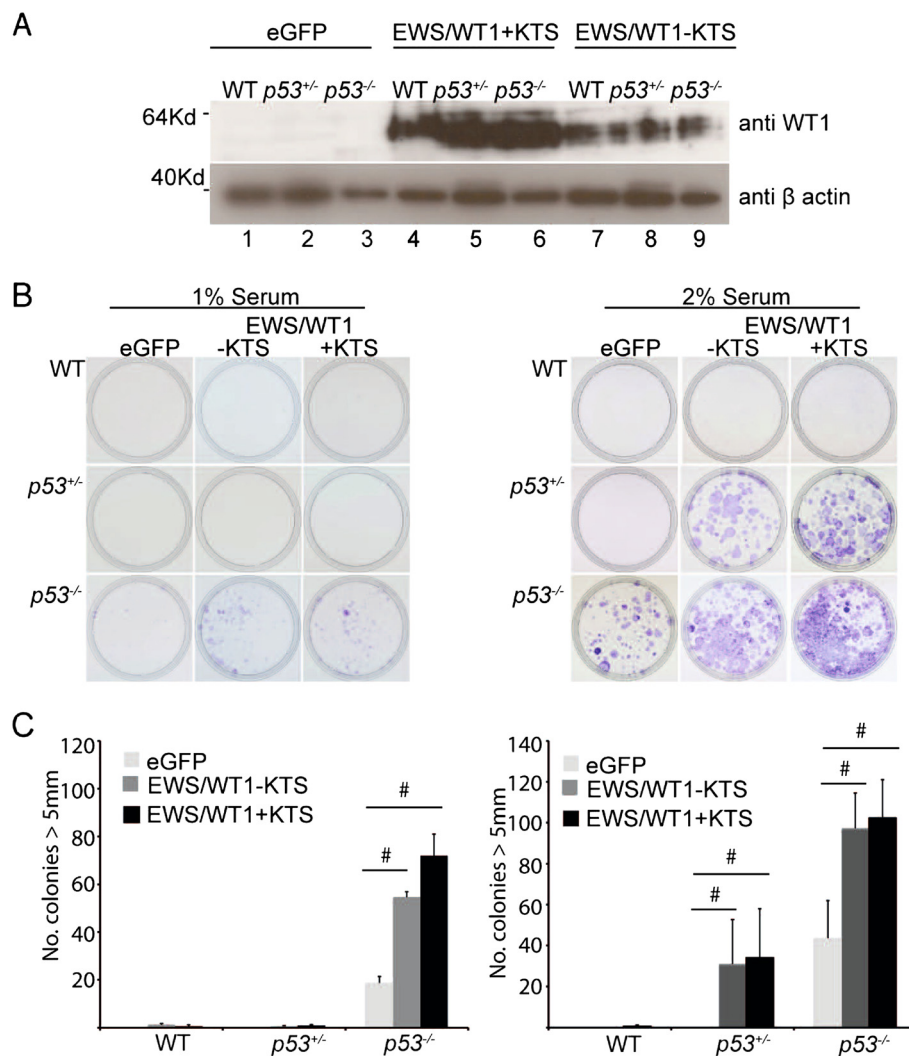 A
eGFP EWS/WT1+KTS EWS/WT1-KTS
WT p53+/- p53-/- WT p53+/- p53-/- WT p53+/- p53-/-
64Kd
anti WT1
40Kd
anti β actin
1 2 3 4 5 6 7 8 9
B
1% Serum 2% Serum
EWS/WT1 EWS/WT1
eGFP -KTS +KTS eGFP -KTS +KTS
WT WT
p53+/- p53+/-
p53-/- p53-/-
C
No. colonies > 5mm
120
100
80
60
40
20
eGFP
EWS/WT1-KTS
EWS/WT1+KTS
# #
WT p53+/- p53-/-
No. colonies > 5mm
140
120
100
80
60
40
20
eGFP
EWS/WT1-KTS
EWS/WT1+KTS
# # # #
WT p53+/- p53-/-